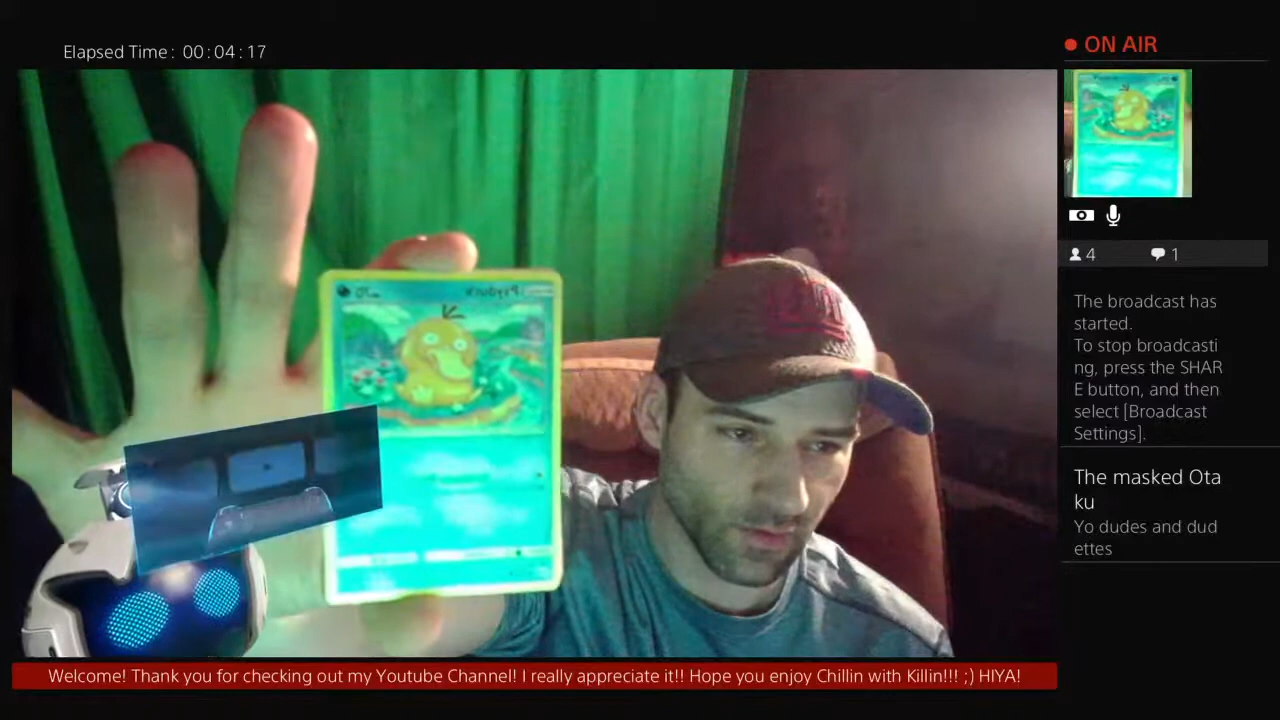 Elapsed Time: 00:04:17
ON AIR
4
1
The broadcast has
started.
To stop broadcasti
ng, press the SHAR
E button, and then
select [Broadcast
Settings].
The masked Ota
ku
Yo dudes and dud
ettes
Psyduck
Welcome! Thank you for checking out my Youtube Channel! I really appreciate it!! Hope you enjoy Chillin with Killin!!! ;) HIYA!